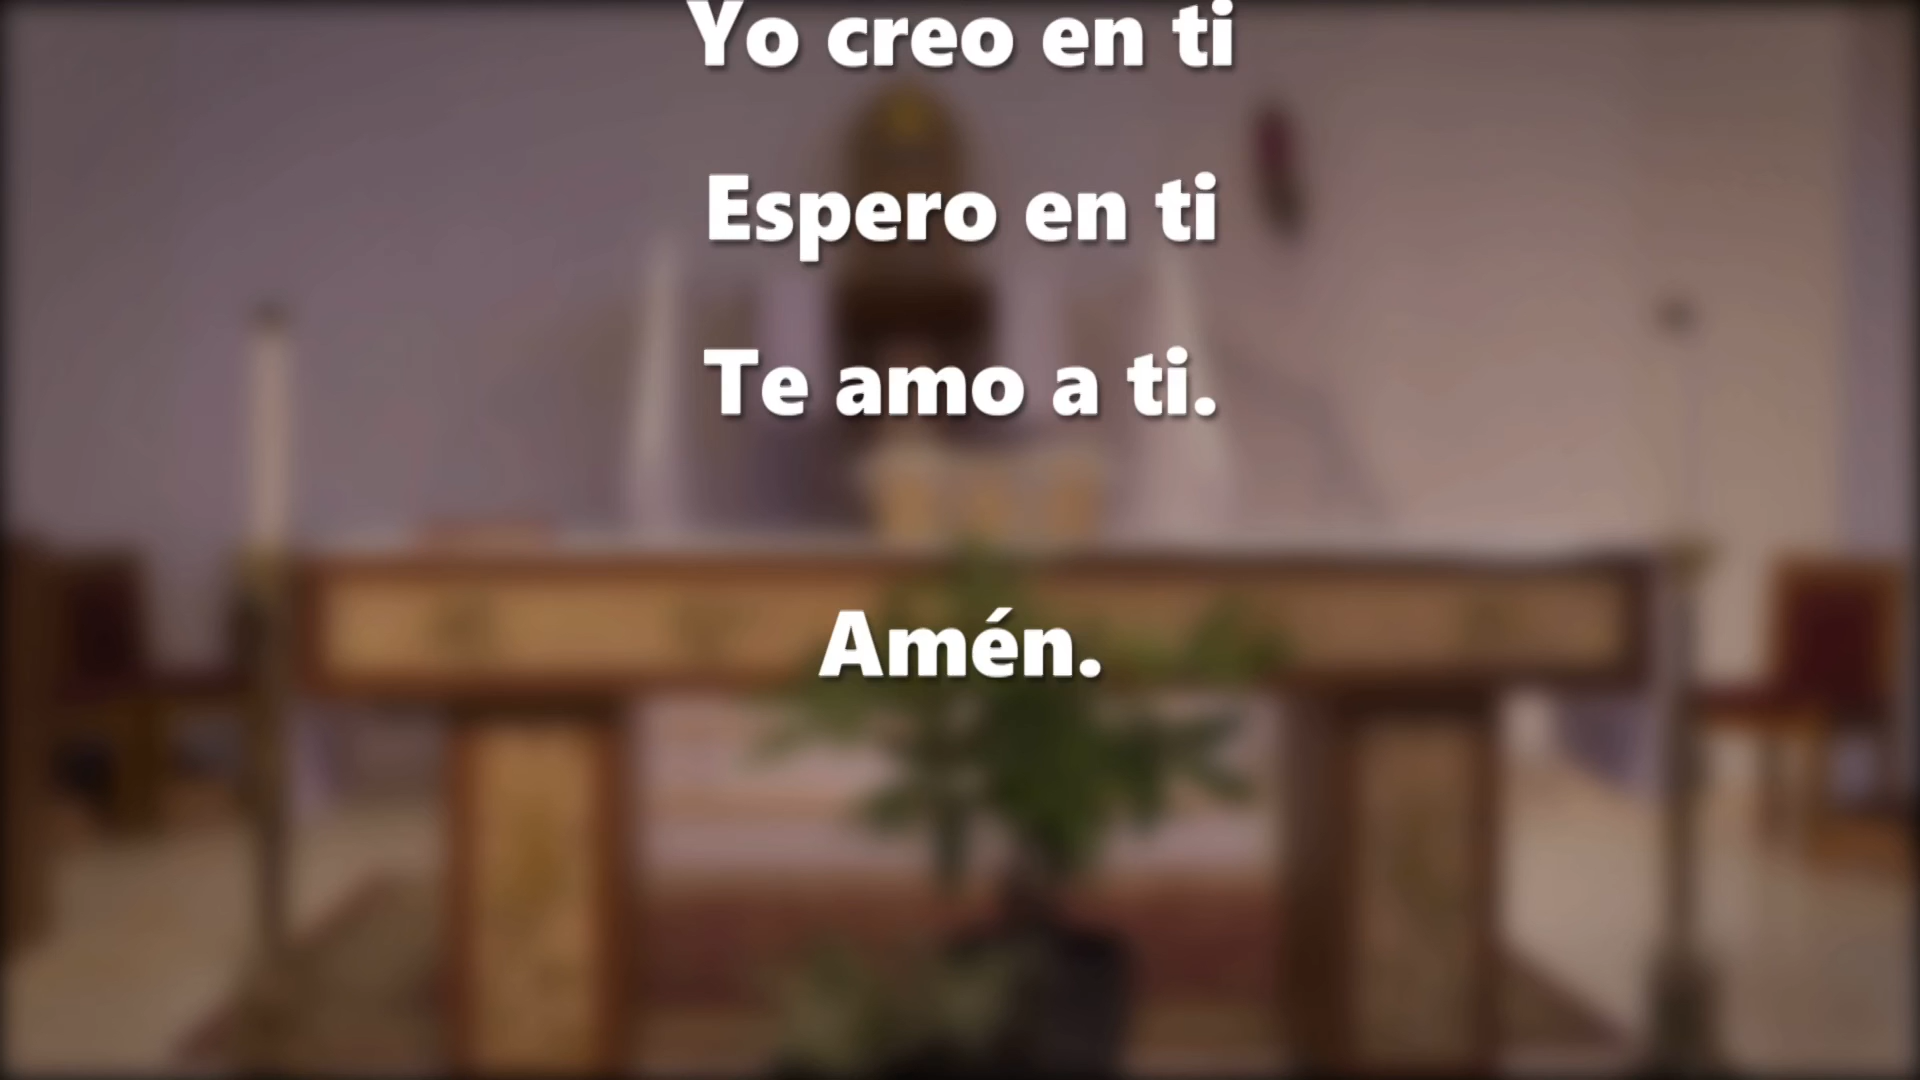 Yo creo en ti
Espero en ti
Te amo a ti.
Amén.